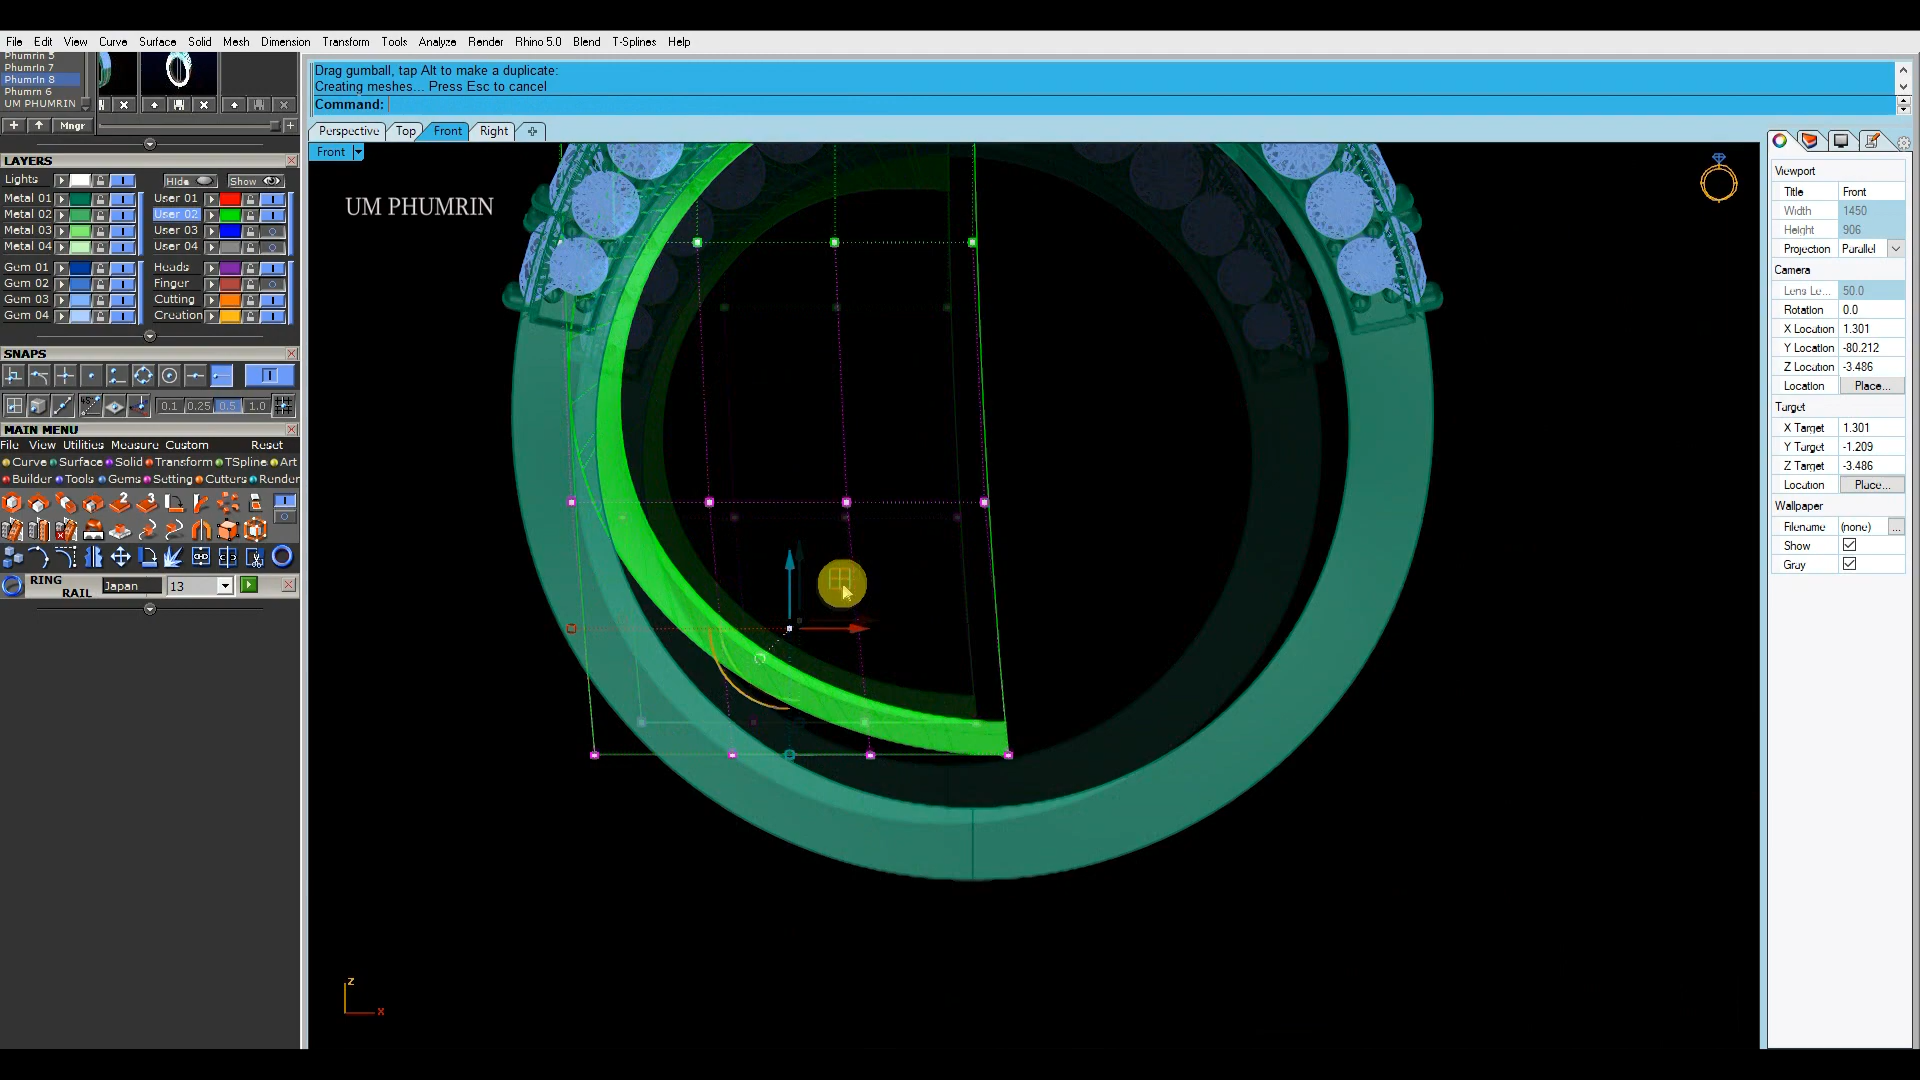 File Edit View Curve Surface Solid Mesh Dimension Transform Tools Analyze Render Rhino 5.0 Blend T-Splines Help
Phumrin 7
Phumrin 8
Phumrn 6
UM PHUMRIN
Mngr
Drag gumball, tap Alt to make a duplicate:
Creating meshes... Press Esc to cancel
Command:
Perspective Top Front Right
Front
UM PHUMRIN
LAYERS
Lights Hide Show
Metal 01 User 01
Metal 02 User 02
Metal 03 User 03
Metal 04 User 04
Gem 01 Heads
Gem 02 Finger
Gem 03 Cutting
Gem 04 Creation
SNAPS
0.1 0.25 0.5 1.0
MAIN MENU
File View Utilities Measure Custom Reset
Curve Surface Solid Transform TSpline Art
Builder Tools Gems Setting Cutters Render
RING RAIL Japan 13
z
x
Viewport
Title Front
Width 1450
Height 906
Projection Parallel
Camera
Lens Le... 50.0
Rotation 0.0
X Location 1.301
Y Location -80.212
Z Location -3.486
Location Place...
Target
X Target 1.301
Y Target -1.209
Z Target -3.486
Location Place...
Wallpaper
Filename (none) ...
Show
Gray